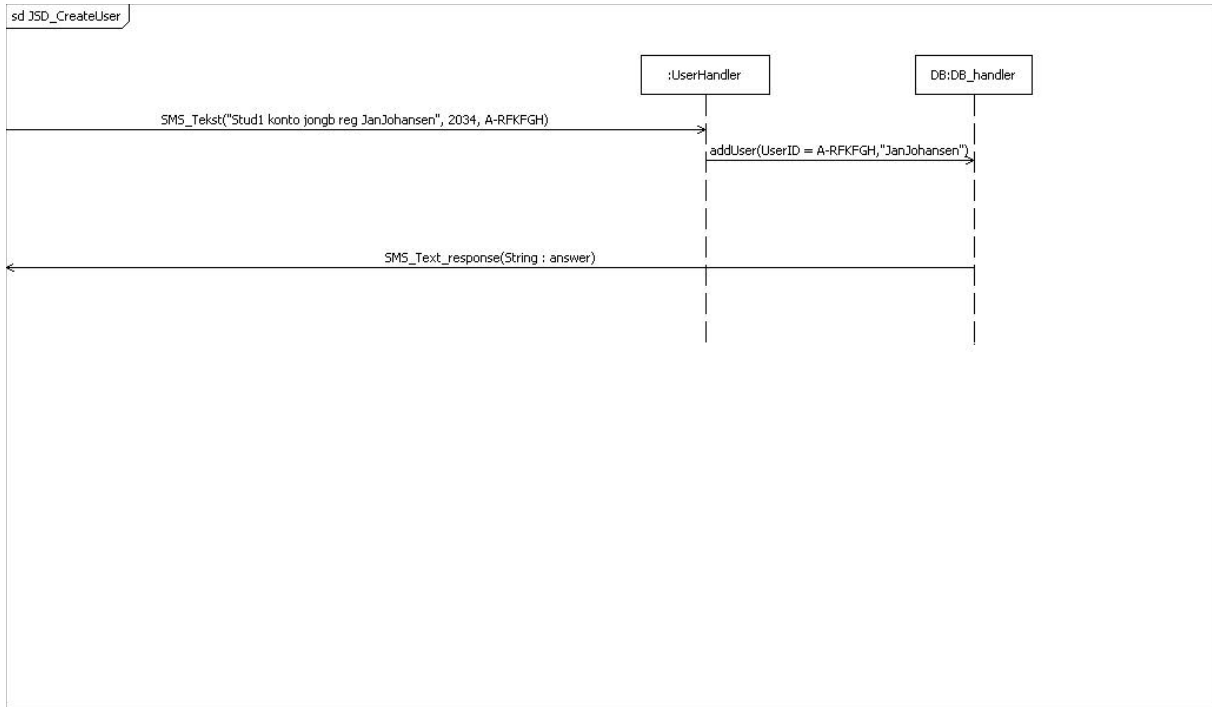 sd JSD_CreateUser
:UserHandler
DB:DB_handler
SMS_Tekst("Stud1 konto jongb reg JanJohansen", 2034, A-RFKFGH)
addUser(UserID = A-RFKFGH,"JanJohansen")
SMS_Text_response(String : answer)